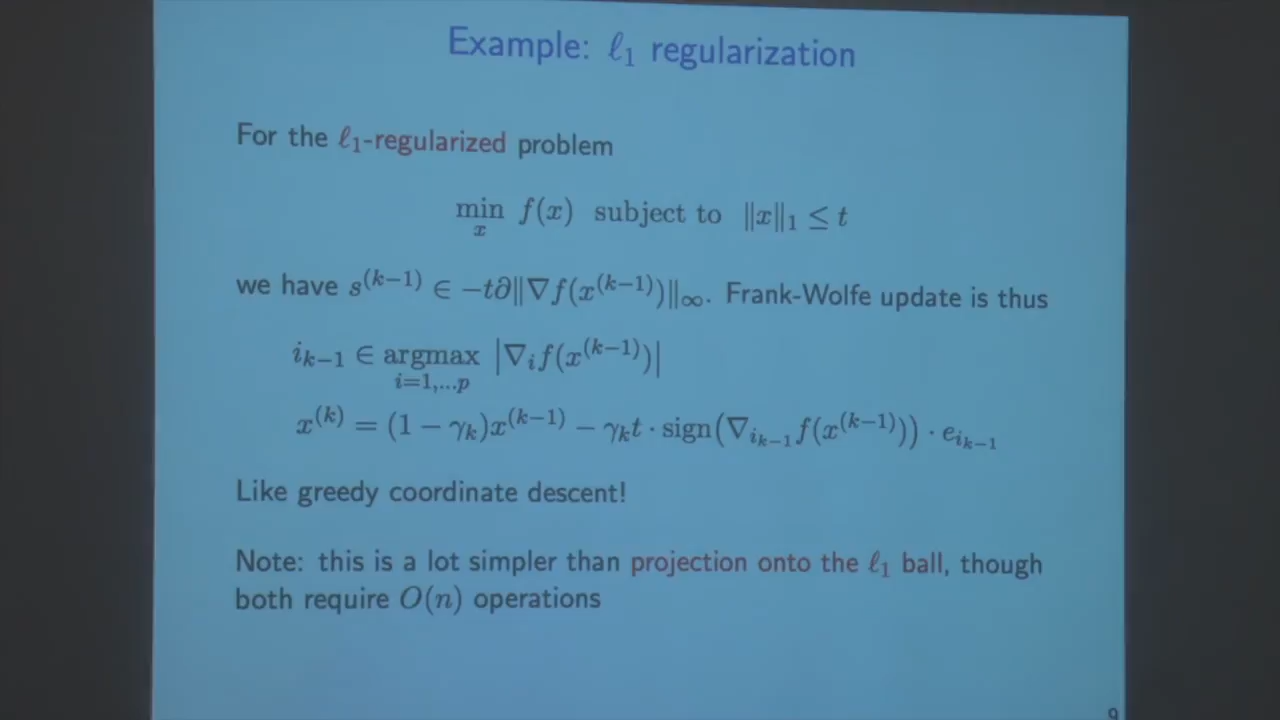 Example: ℓ₁ regularization
For the ℓ₁-regularized problem
min_x f(x) subject to ‖x‖₁ ≤ t
we have s^(k−1) ∈ −t∂‖∇f(x^(k−1))‖_∞. Frank-Wolfe update is thus
i_{k−1} ∈ argmax_{i=1,...p} |∇_i f(x^(k−1))|
x^(k) = (1 − γ_k)x^(k−1) − γ_k t · sign(∇_{i_{k−1}} f(x^(k−1))) · e_{i_{k−1}}
Like greedy coordinate descent!
Note: this is a lot simpler than projection onto the ℓ₁ ball, though
both require O(n) operations
9